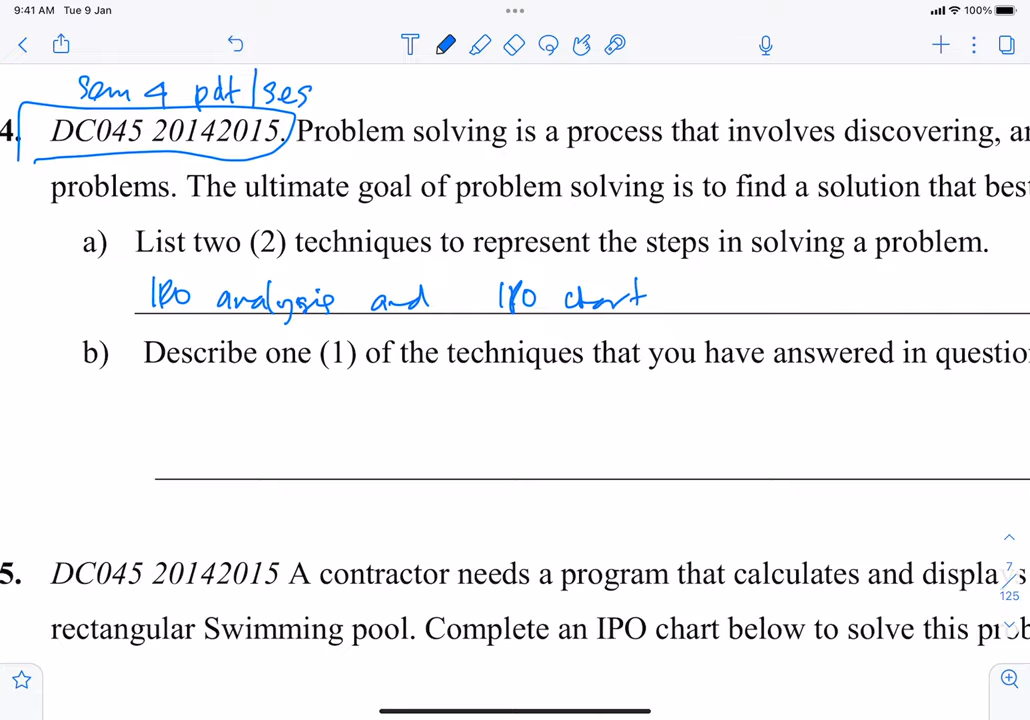 9:41 AM Tue 9 Jan 100%
sem 4 pdt/ses
4. DC045 20142015. Problem solving is a process that involves discovering, an
problems. The ultimate goal of problem solving is to find a solution that best
a) List two (2) techniques to represent the steps in solving a problem.
IPO analysis and IPO chart
b) Describe one (1) of the techniques that you have answered in questio
5. DC045 20142015 A contractor needs a program that calculates and displays
7
125
rectangular Swimming pool. Complete an IPO chart below to solve this prob